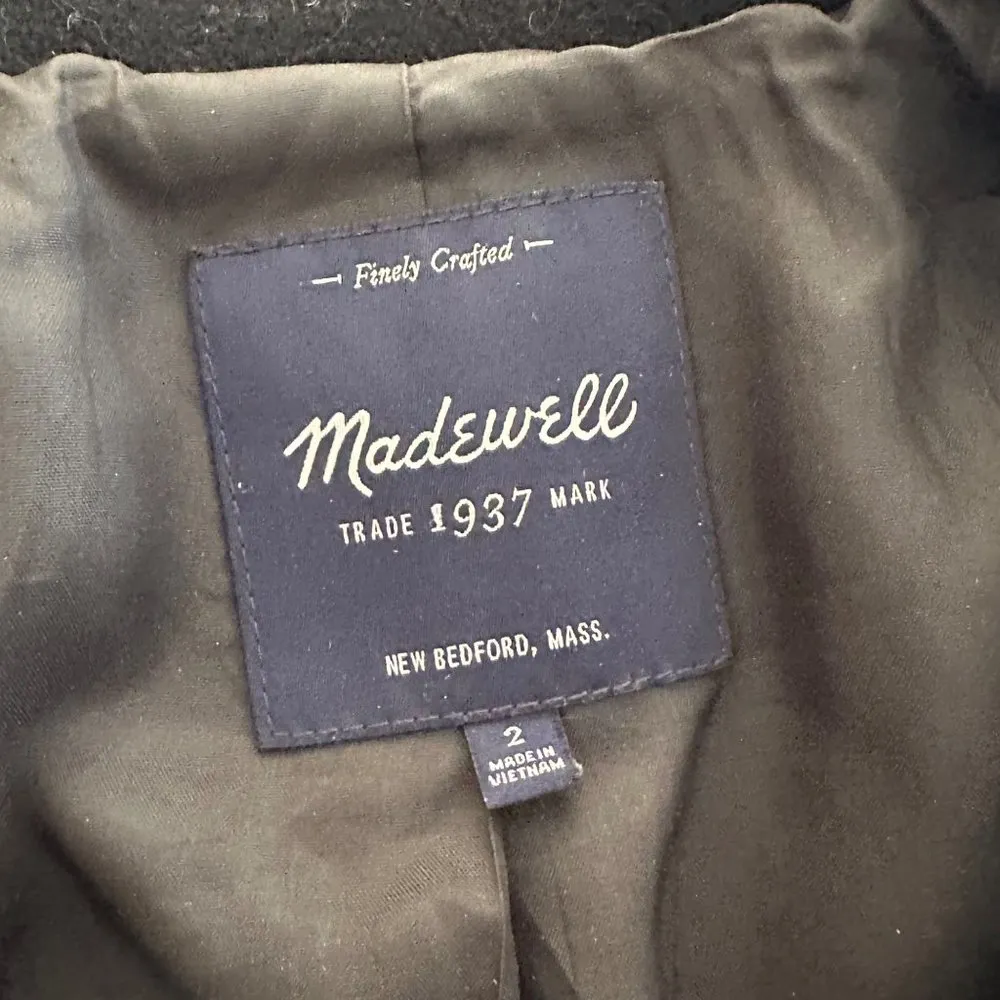 Finely Crafted
Madewell
TRADE 1937 MARK
NEW BEDFORD, MASS.
2
MADE IN
VIETNAM